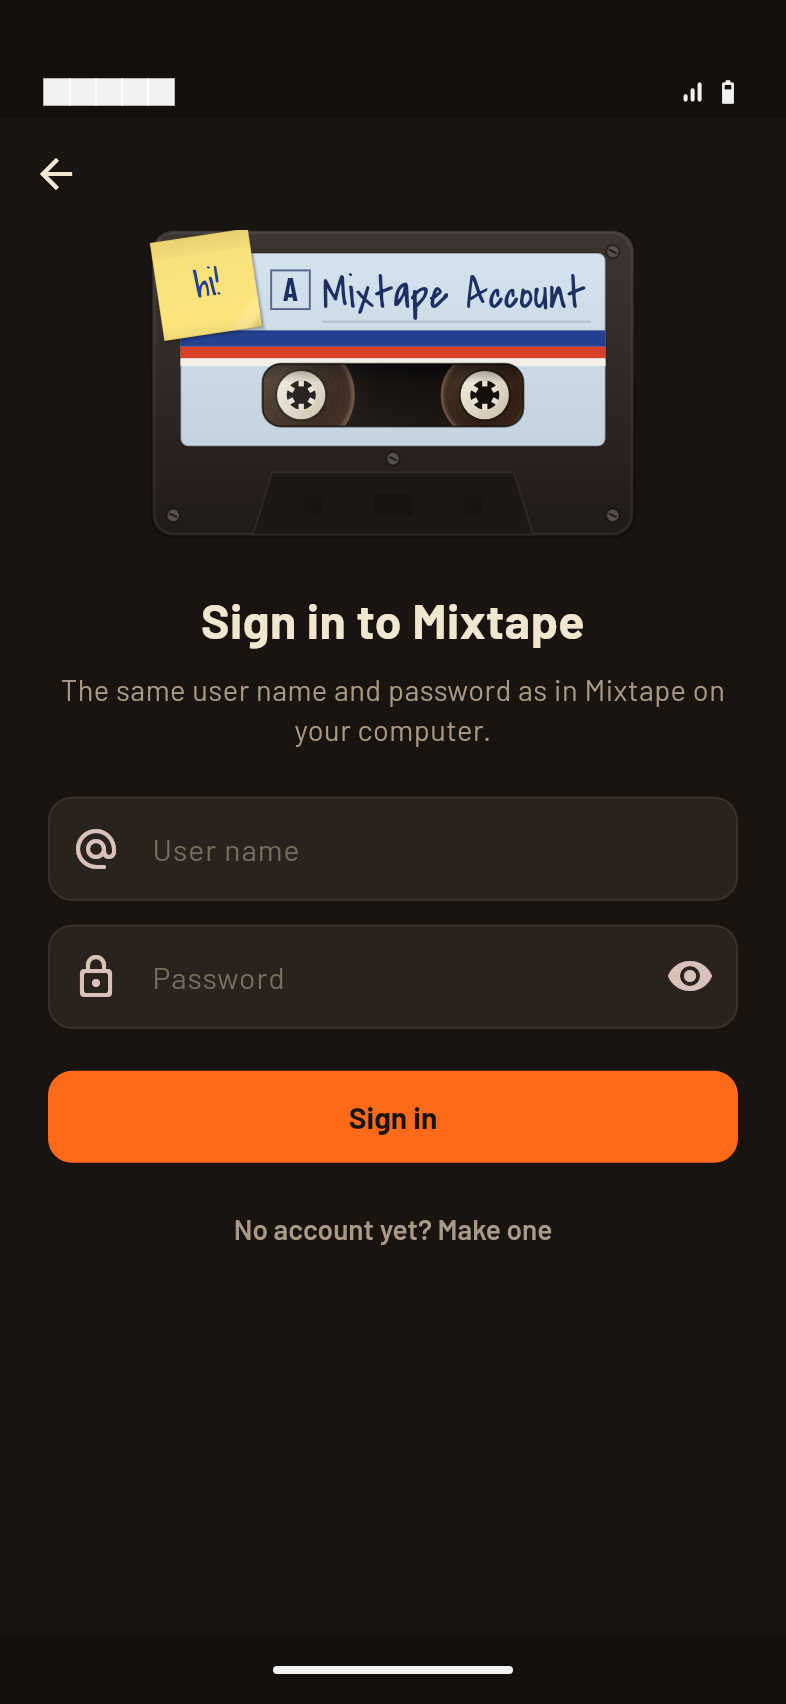 hi!
A Mixtape Account
Sign in to Mixtape
The same user name and password as in Mixtape on
your computer.
User name
Password
Sign in
No account yet? Make one